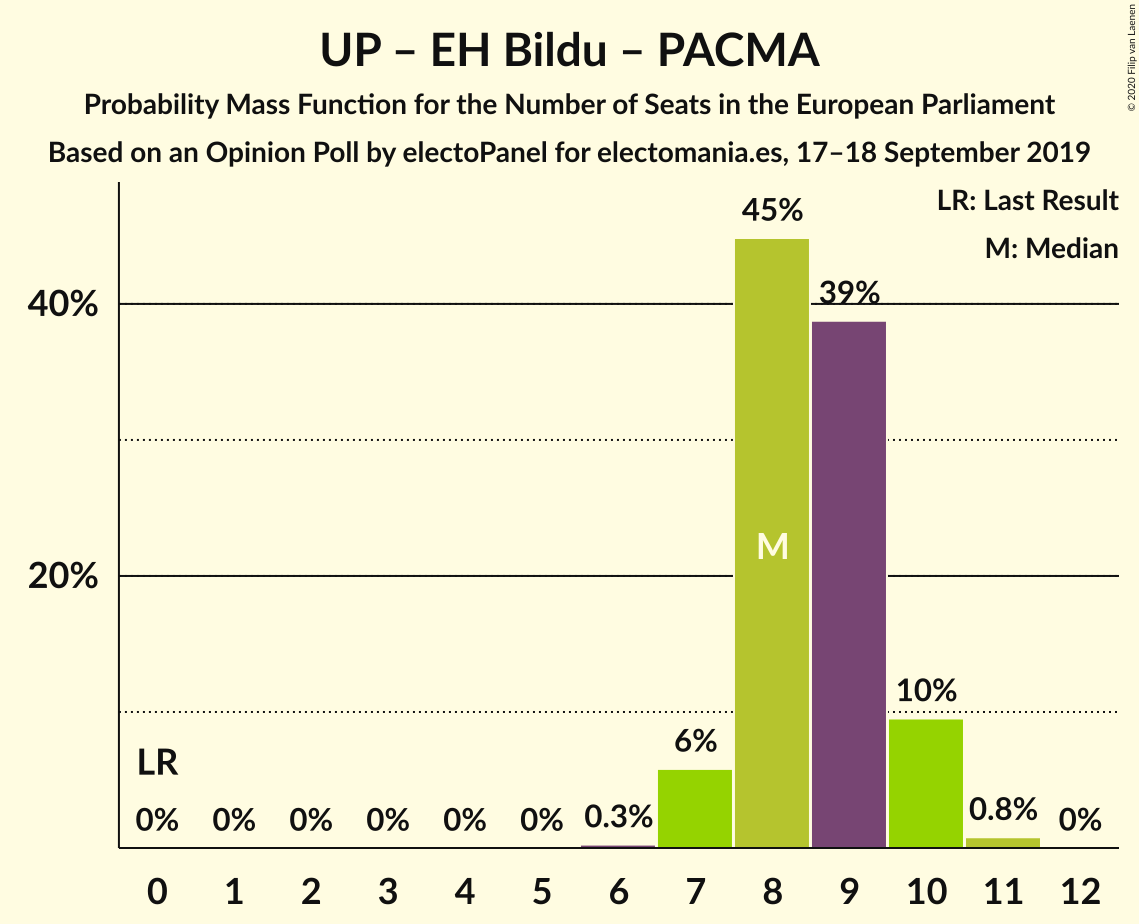 UP – EH Bildu – PACMA
Probability Mass Function for the Number of Seats in the European Parliament
Based on an Opinion Poll by electoPanel for electomania.es, 17–18 September 2019
© 2020 Filip van Laenen
LR: Last Result
M: Median
45%
39%
40%
M
20%
10%
6%
LR
0% 0% 0% 0% 0% 0% 0.3% 0.8% 0%
0 1 2 3 4 5 6 7 8 9 10 11 12